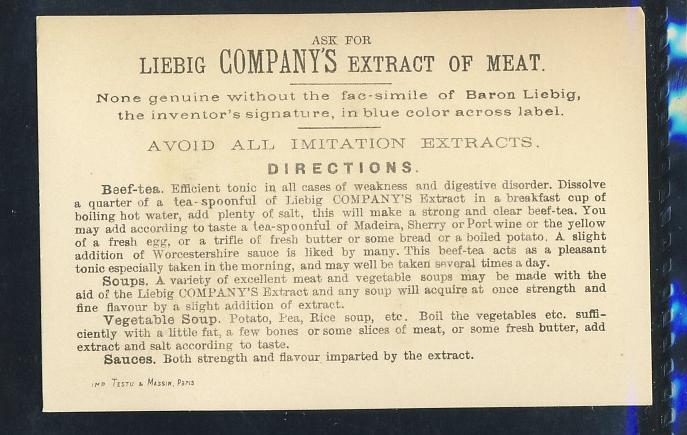 ASK FOR
LIEBIG COMPANY'S EXTRACT OF MEAT.
None genuine without the fac-simile of Baron Liebig,
the inventor's signature, in blue color across label.
AVOID ALL IMITATION EXTRACTS.
DIRECTIONS.
Beef-tea. Efficient tonic in all cases of weakness and digestive disorder. Dissolve
a quarter of a tea-spoonful of Liebig COMPANY'S Extract in a breakfast cup of
boiling hot water, add plenty of salt, this will make a strong and clear beef-tea. You
may add according to taste a tea-spoonful of Madeira, Sherry or Port wine or the yellow
of a fresh egg, or a trifle of fresh butter or some bread or a boiled potato. A slight
addition of Worcestershire sauce is liked by many. This beef-tea acts as a pleasant
tonic especially taken in the morning, and may well be taken several times a day.
Soups. A variety of excellent meat and vegetable soups may be made with the
aid of the Liebig COMPANY'S Extract and any soup will acquire at once strength and
fine flavour by a slight addition of extract.
Vegetable Soup. Potato, Pea, Rice soup, etc. Boil the vegetables etc. suffi-
ciently with a little fat, a few bones or some slices of meat, or some fresh butter, add
extract and salt according to taste.
Sauces. Both strength and flavour imparted by the extract.
IMP TESTU & MASSIN, PARIS